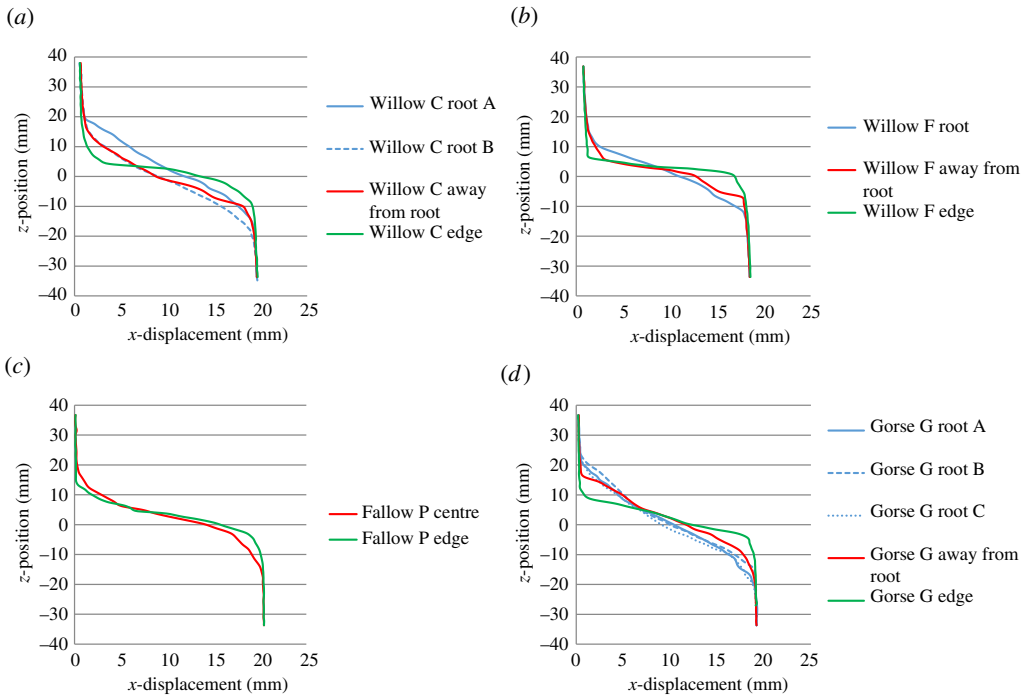 (a)
40
30
20
10
0
–10
–20
–30
–40
z-position (mm)
0 5 10 15 20 25
x-displacement (mm)
Willow C root A
Willow C root B
Willow C away
from root
Willow C edge
(b)
40
30
20
10
0
–10
–20
–30
–40
z-position (mm)
0 5 10 15 20 25
x-displacement (mm)
Willow F root
Willow F away from
root
Willow F edge
(c)
40
30
20
10
0
–10
–20
–30
–40
z-position (mm)
0 5 10 15 20 25
x-displacement (mm)
Fallow P centre
Fallow P edge
(d)
40
30
20
10
0
–10
–20
–30
–40
z-position (mm)
0 5 10 15 20 25
x-displacement (mm)
Gorse G root A
Gorse G root B
Gorse G root C
Gorse G away from
root
Gorse G edge